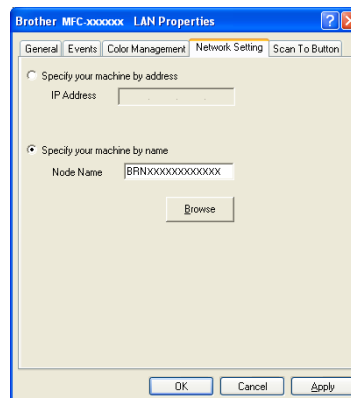 Brother MFC-xxxxxx LAN Properties
General Events Color Management Network Setting Scan To Button
Specify your machine by address
IP Address . . .
Specify your machine by name
Node Name BRNXXXXXXXXXXXX
Browse
OK Cancel Apply